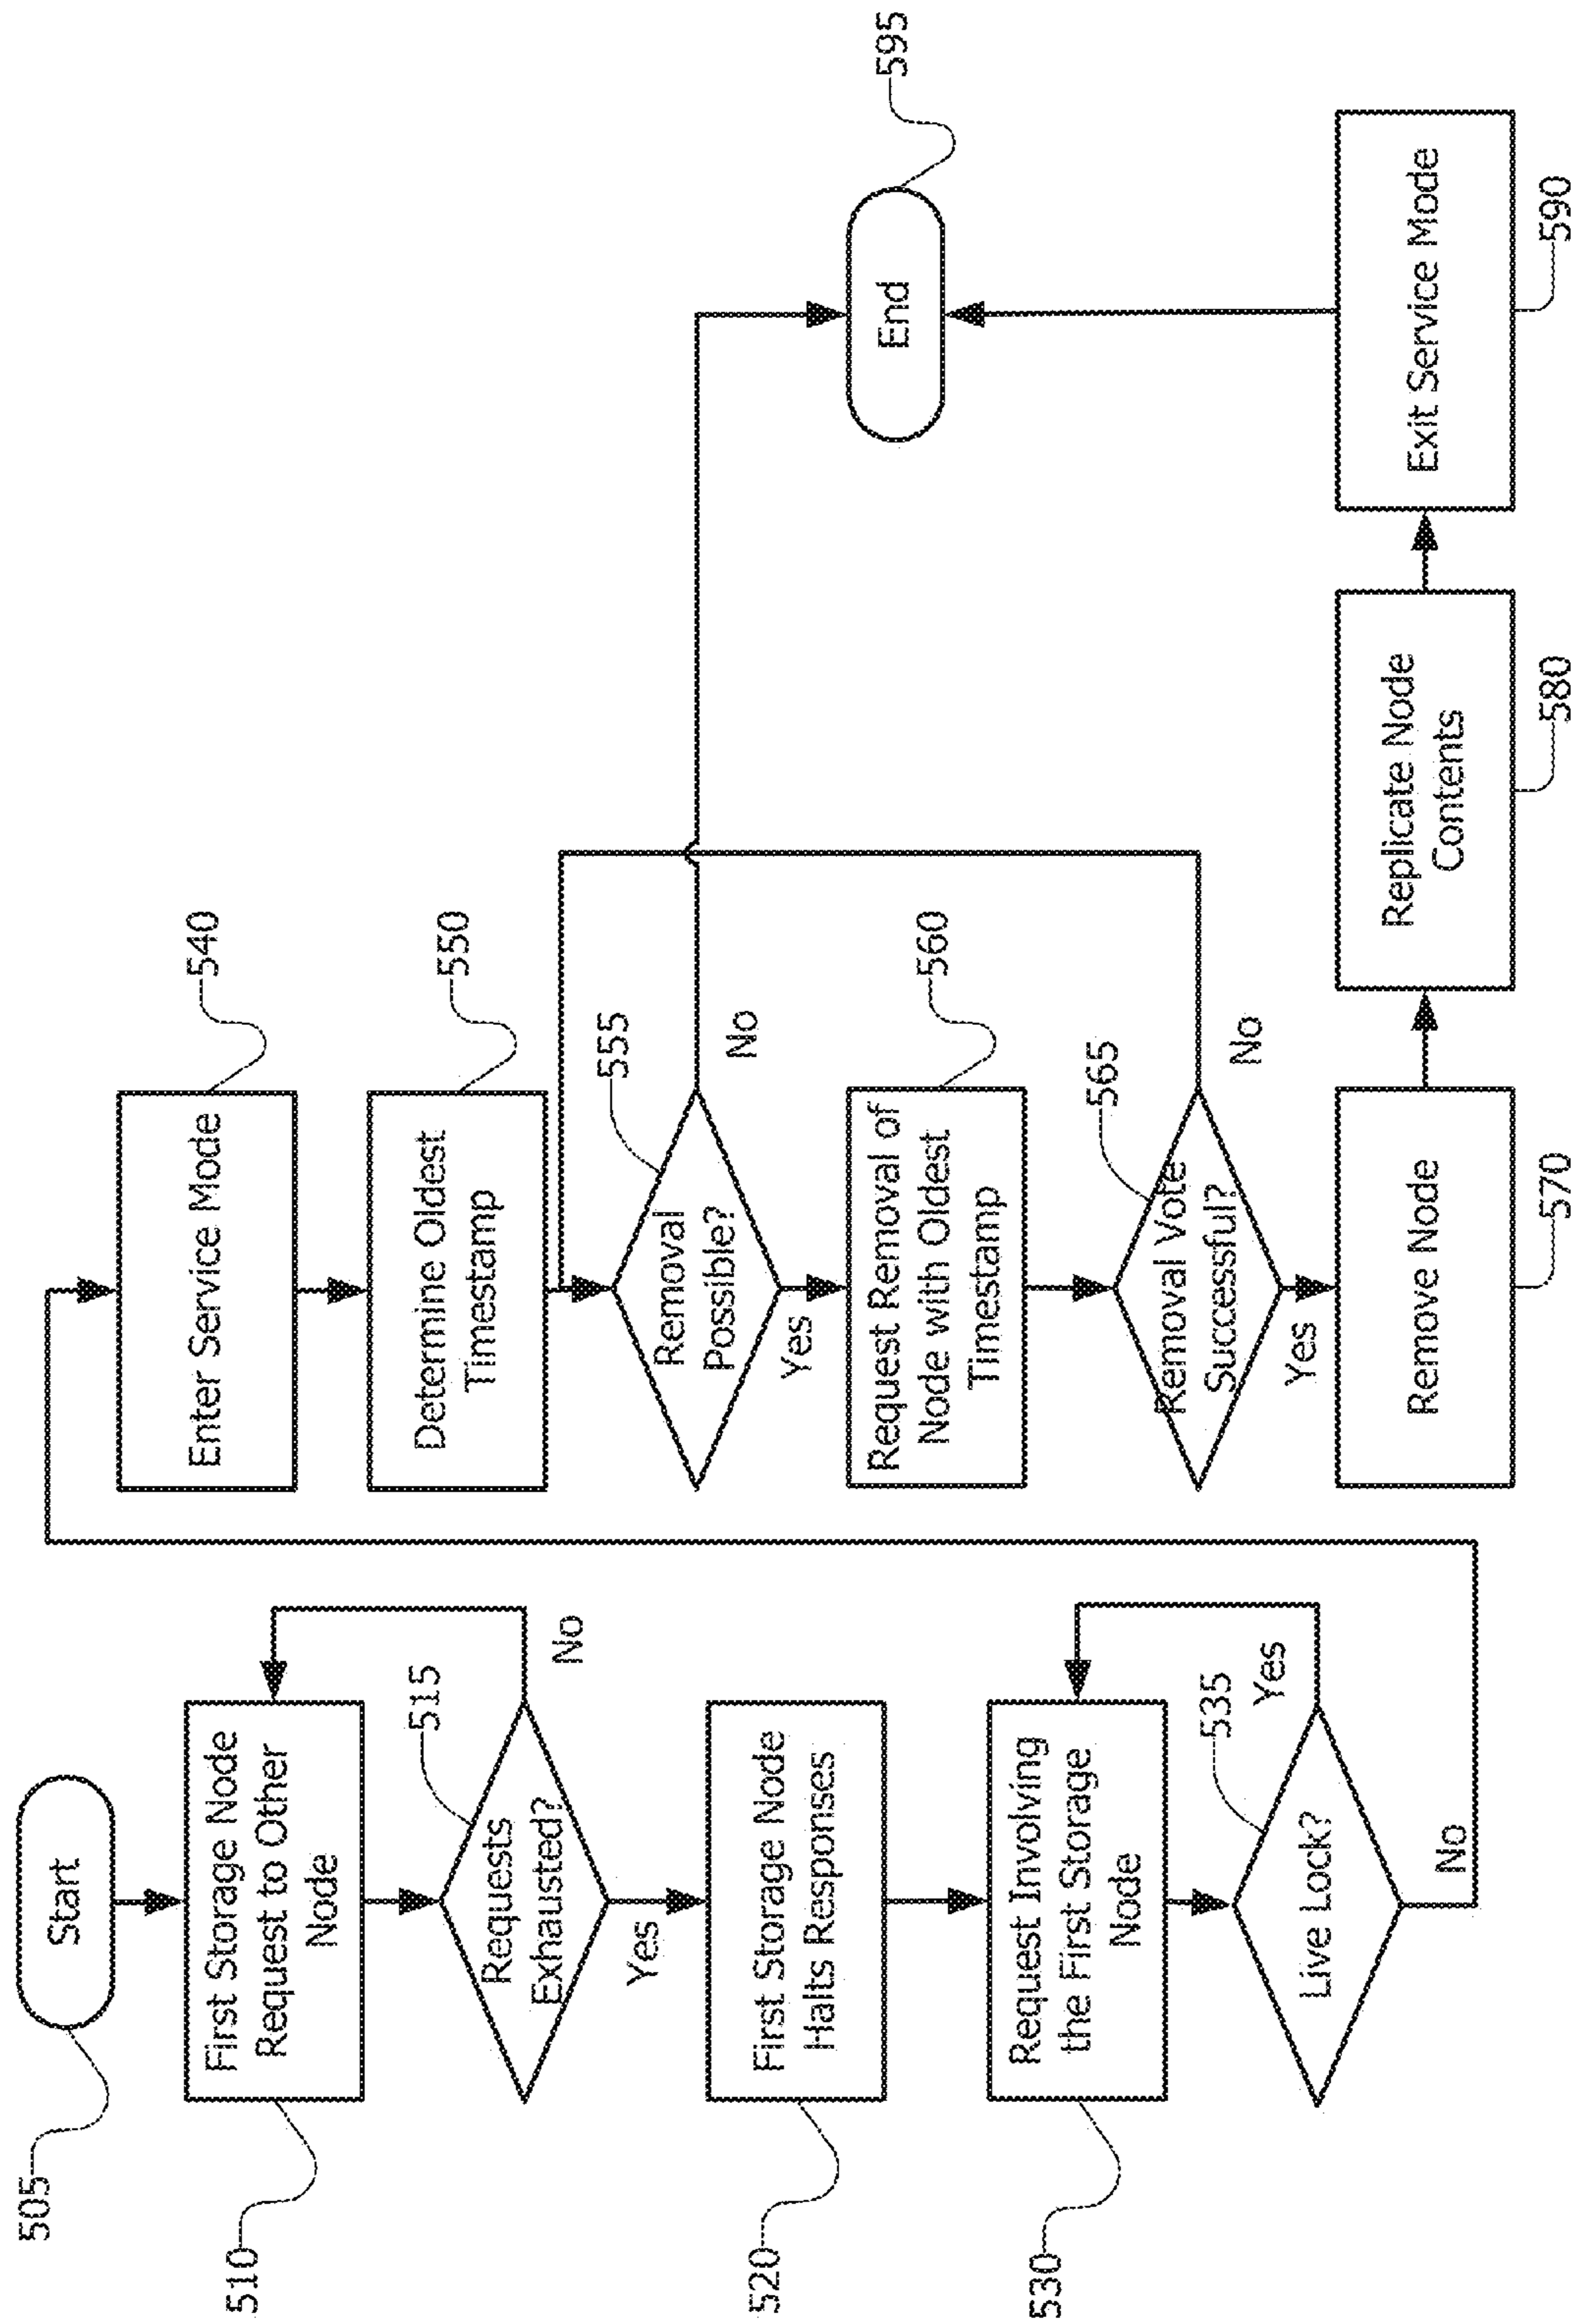 505
Start
510
First Storage Node
Request to Other
Node
515
Requests
Exhausted?
No
Yes
520
First Storage Node
Halts Responses
530
Request Involving
the First Storage
Node
535
Live Lock?
Yes
No
540
Enter Service Mode
550
Determine Oldest
Timestamp
555
Removal
Possible?
No
Yes
560
Request Removal of
Node with Oldest
Timestamp
565
Removal Vote
Successful?
No
Yes
570
Remove Node
580
Replicate Node
Contents
590
Exit Service Mode
595
End